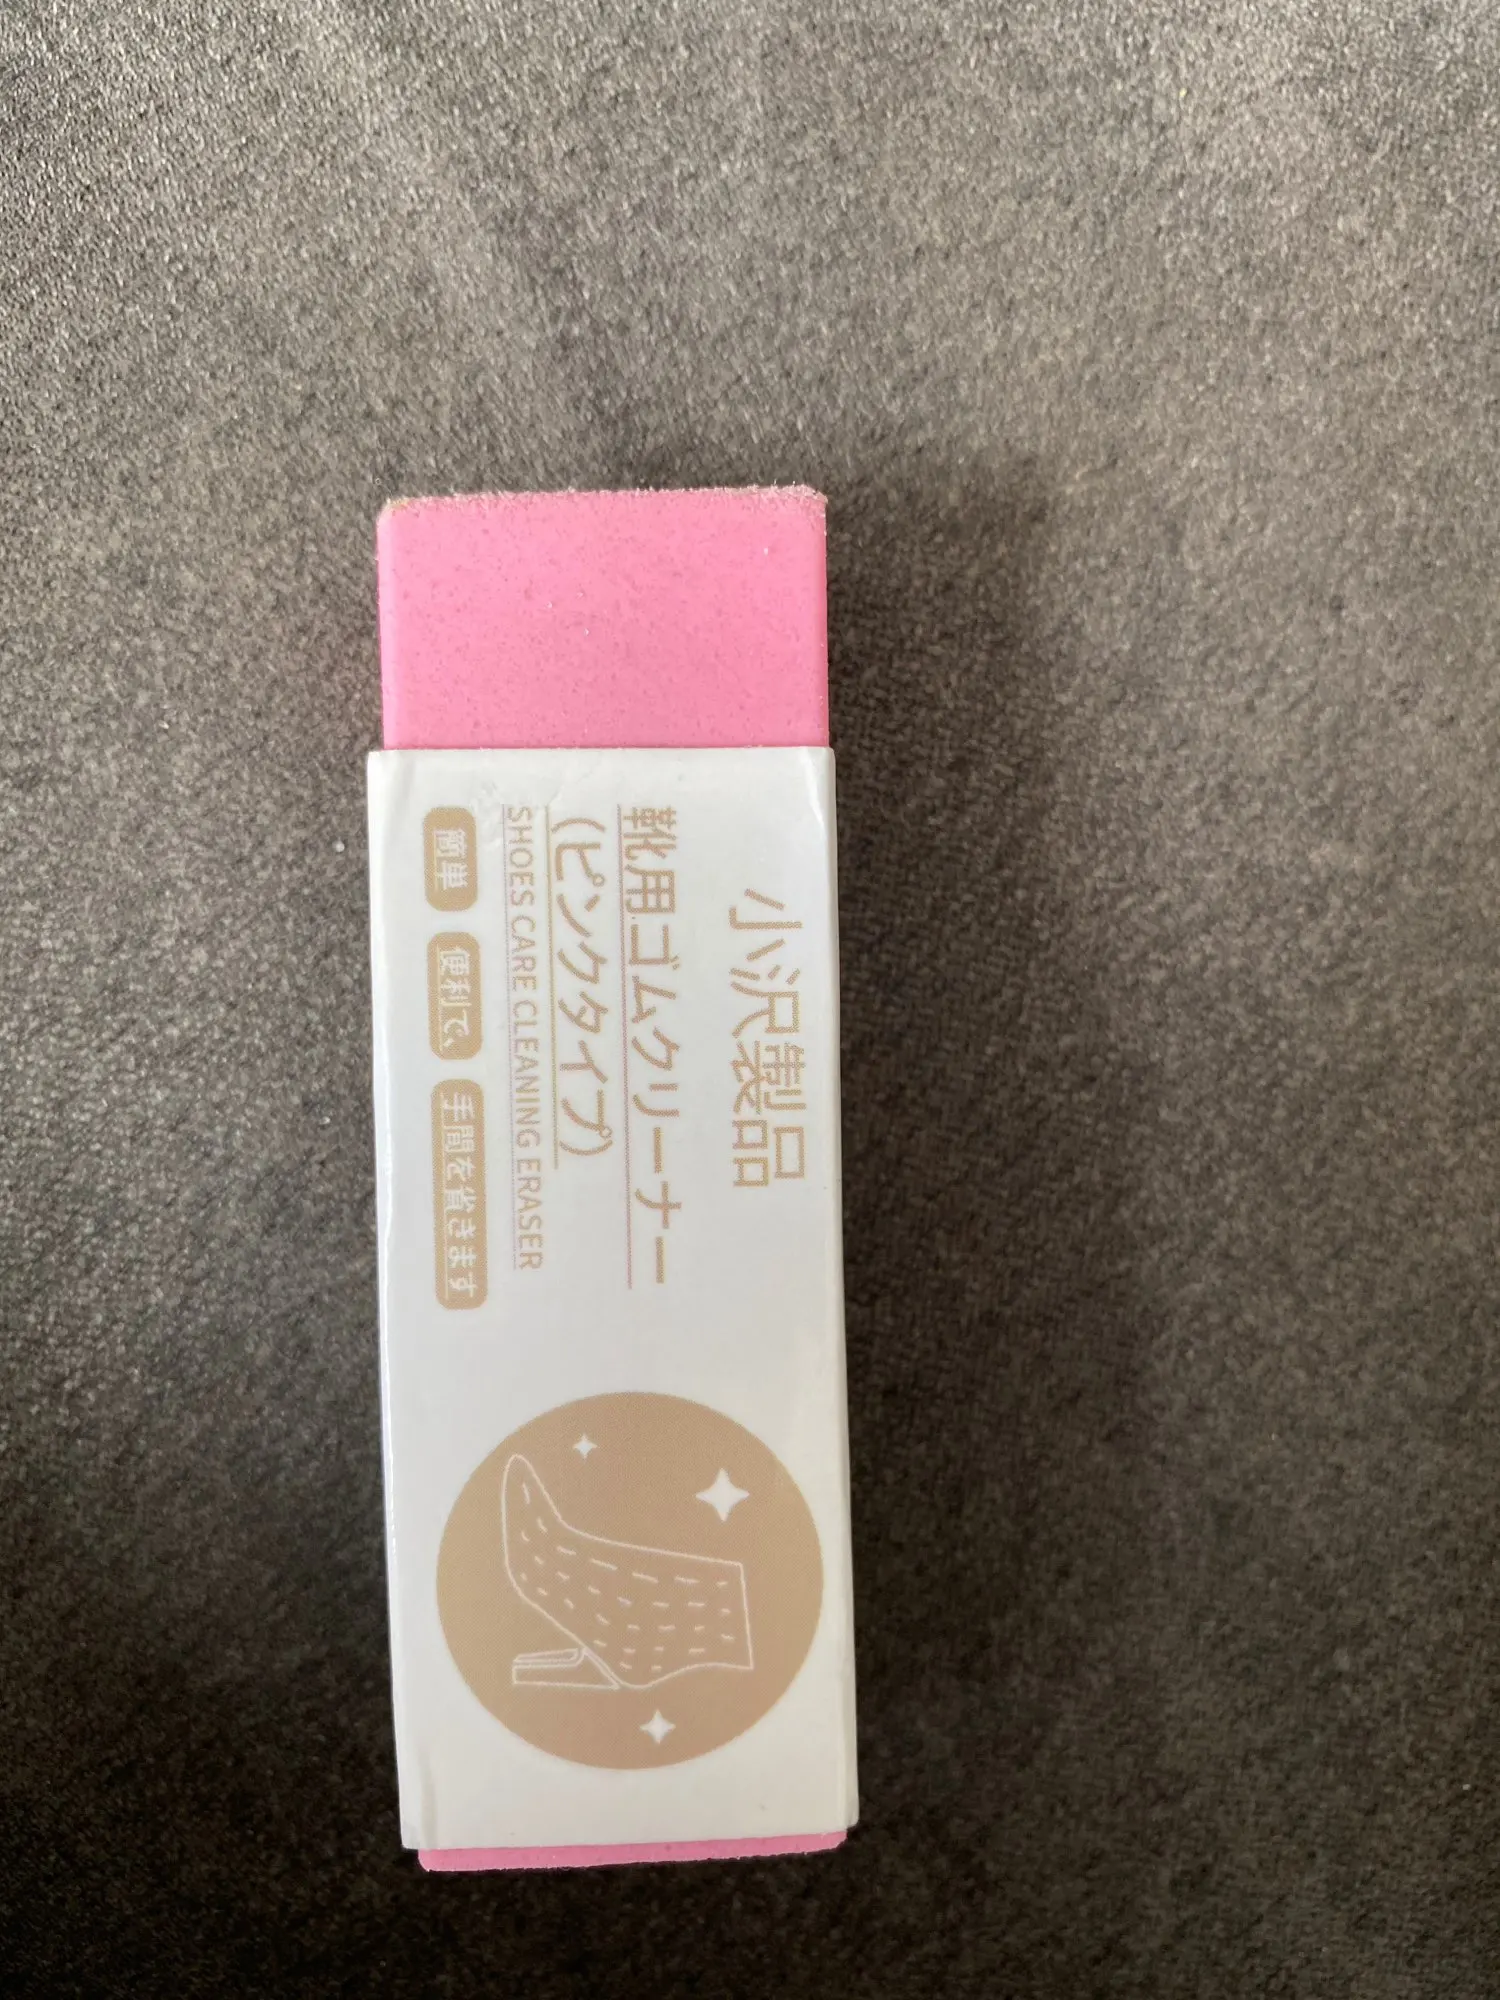 小沢製品
靴用ゴムクリーナー
(ピンクタイプ)
SHOES CARE CLEANING ERASER
簡単 便利で、 手間を省きます